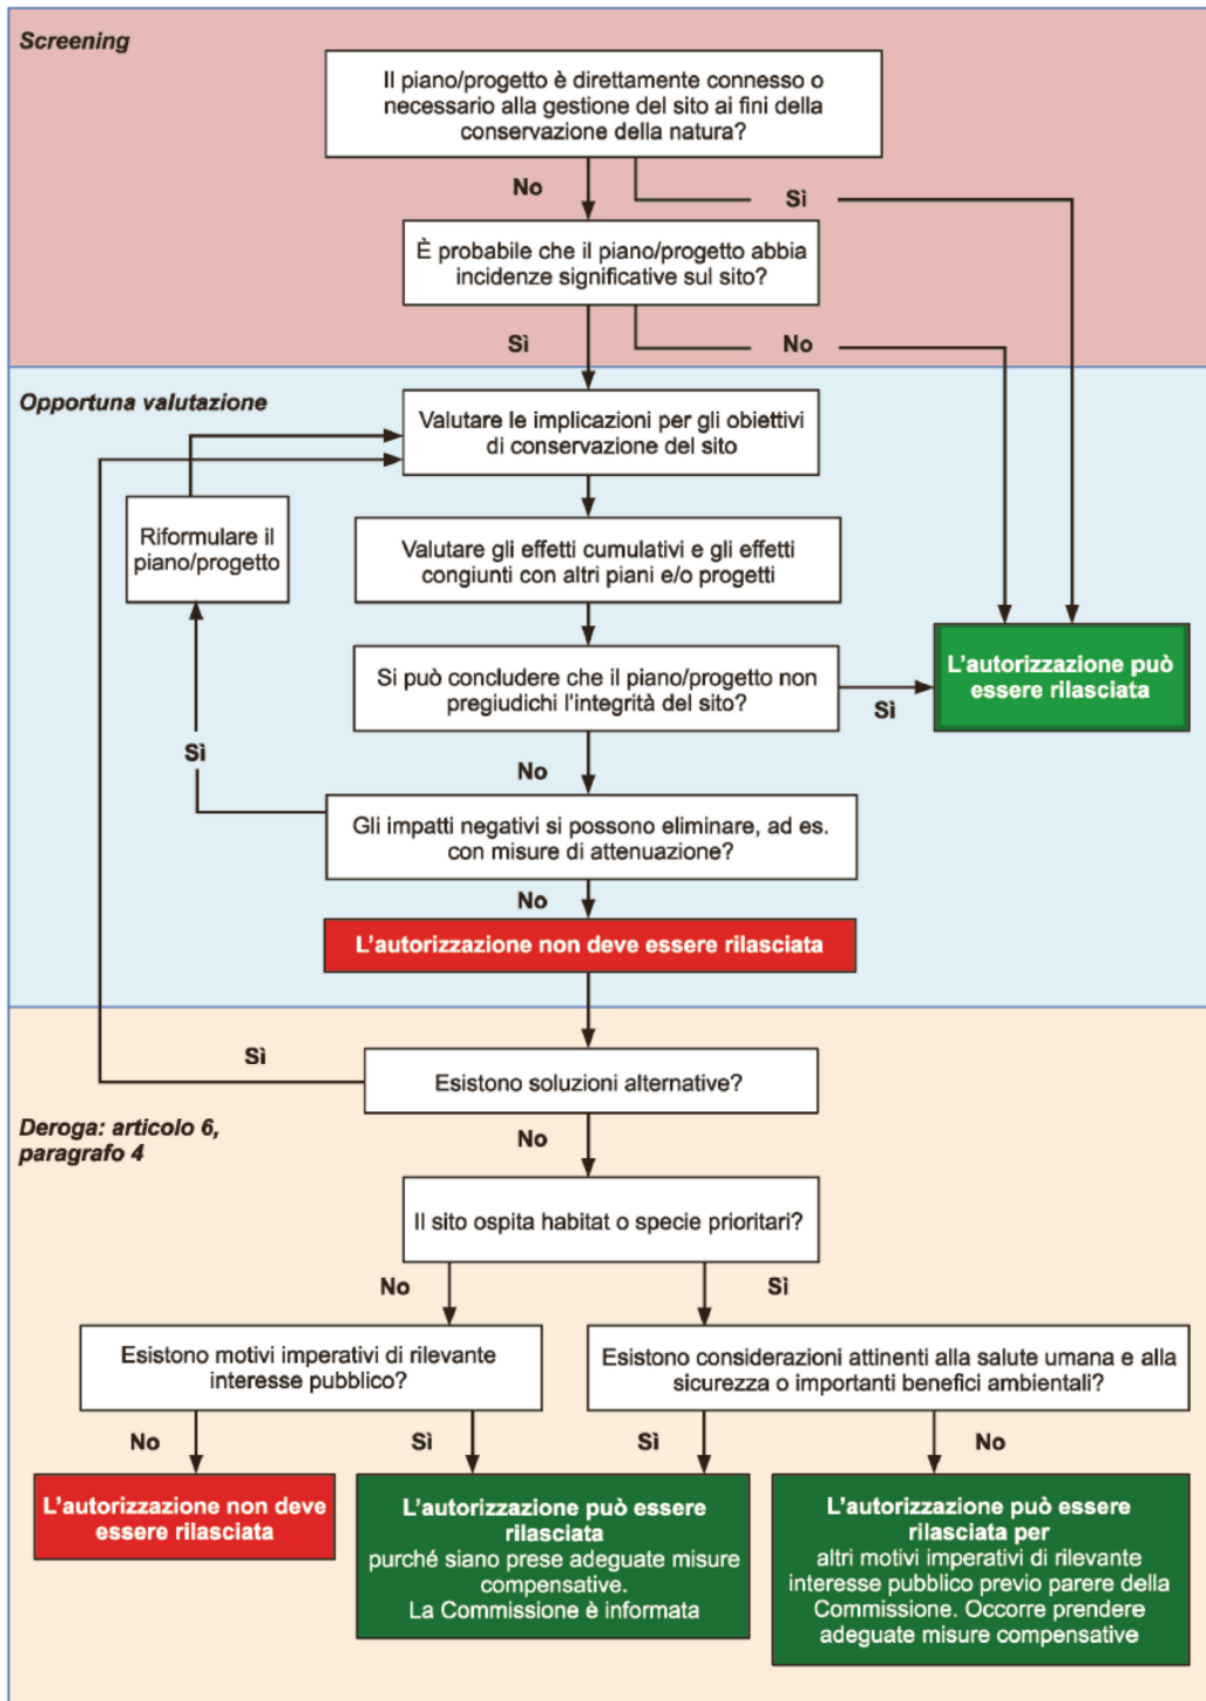 Screening
Il piano/progetto è direttamente connesso o
necessario alla gestione del sito ai fini della
conservazione della natura?
No
Sì
È probabile che il piano/progetto abbia
incidenze significative sul sito?
Sì
No
Opportuna valutazione
Valutare le implicazioni per gli obiettivi
di conservazione del sito
Riformulare il
piano/progetto
Valutare gli effetti cumulativi e gli effetti
congiunti con altri piani e/o progetti
Si può concludere che il piano/progetto non
pregiudichi l'integrità del sito?
Sì
L'autorizzazione può
essere rilasciata
Sì
No
Gli impatti negativi si possono eliminare, ad es.
con misure di attenuazione?
No
L'autorizzazione non deve essere rilasciata
Sì
Esistono soluzioni alternative?
Deroga: articolo 6,
paragrafo 4
No
Il sito ospita habitat o specie prioritari?
No
Sì
Esistono motivi imperativi di rilevante
interesse pubblico?
Esistono considerazioni attinenti alla salute umana e alla
sicurezza o importanti benefici ambientali?
No
Sì
Sì
No
L'autorizzazione non deve
essere rilasciata
L'autorizzazione può essere
rilasciata
purché siano prese adeguate misure
compensative.
La Commissione è informata
L'autorizzazione può essere
rilasciata per
altri motivi imperativi di rilevante
interesse pubblico previo parere della
Commissione. Occorre prendere
adeguate misure compensative